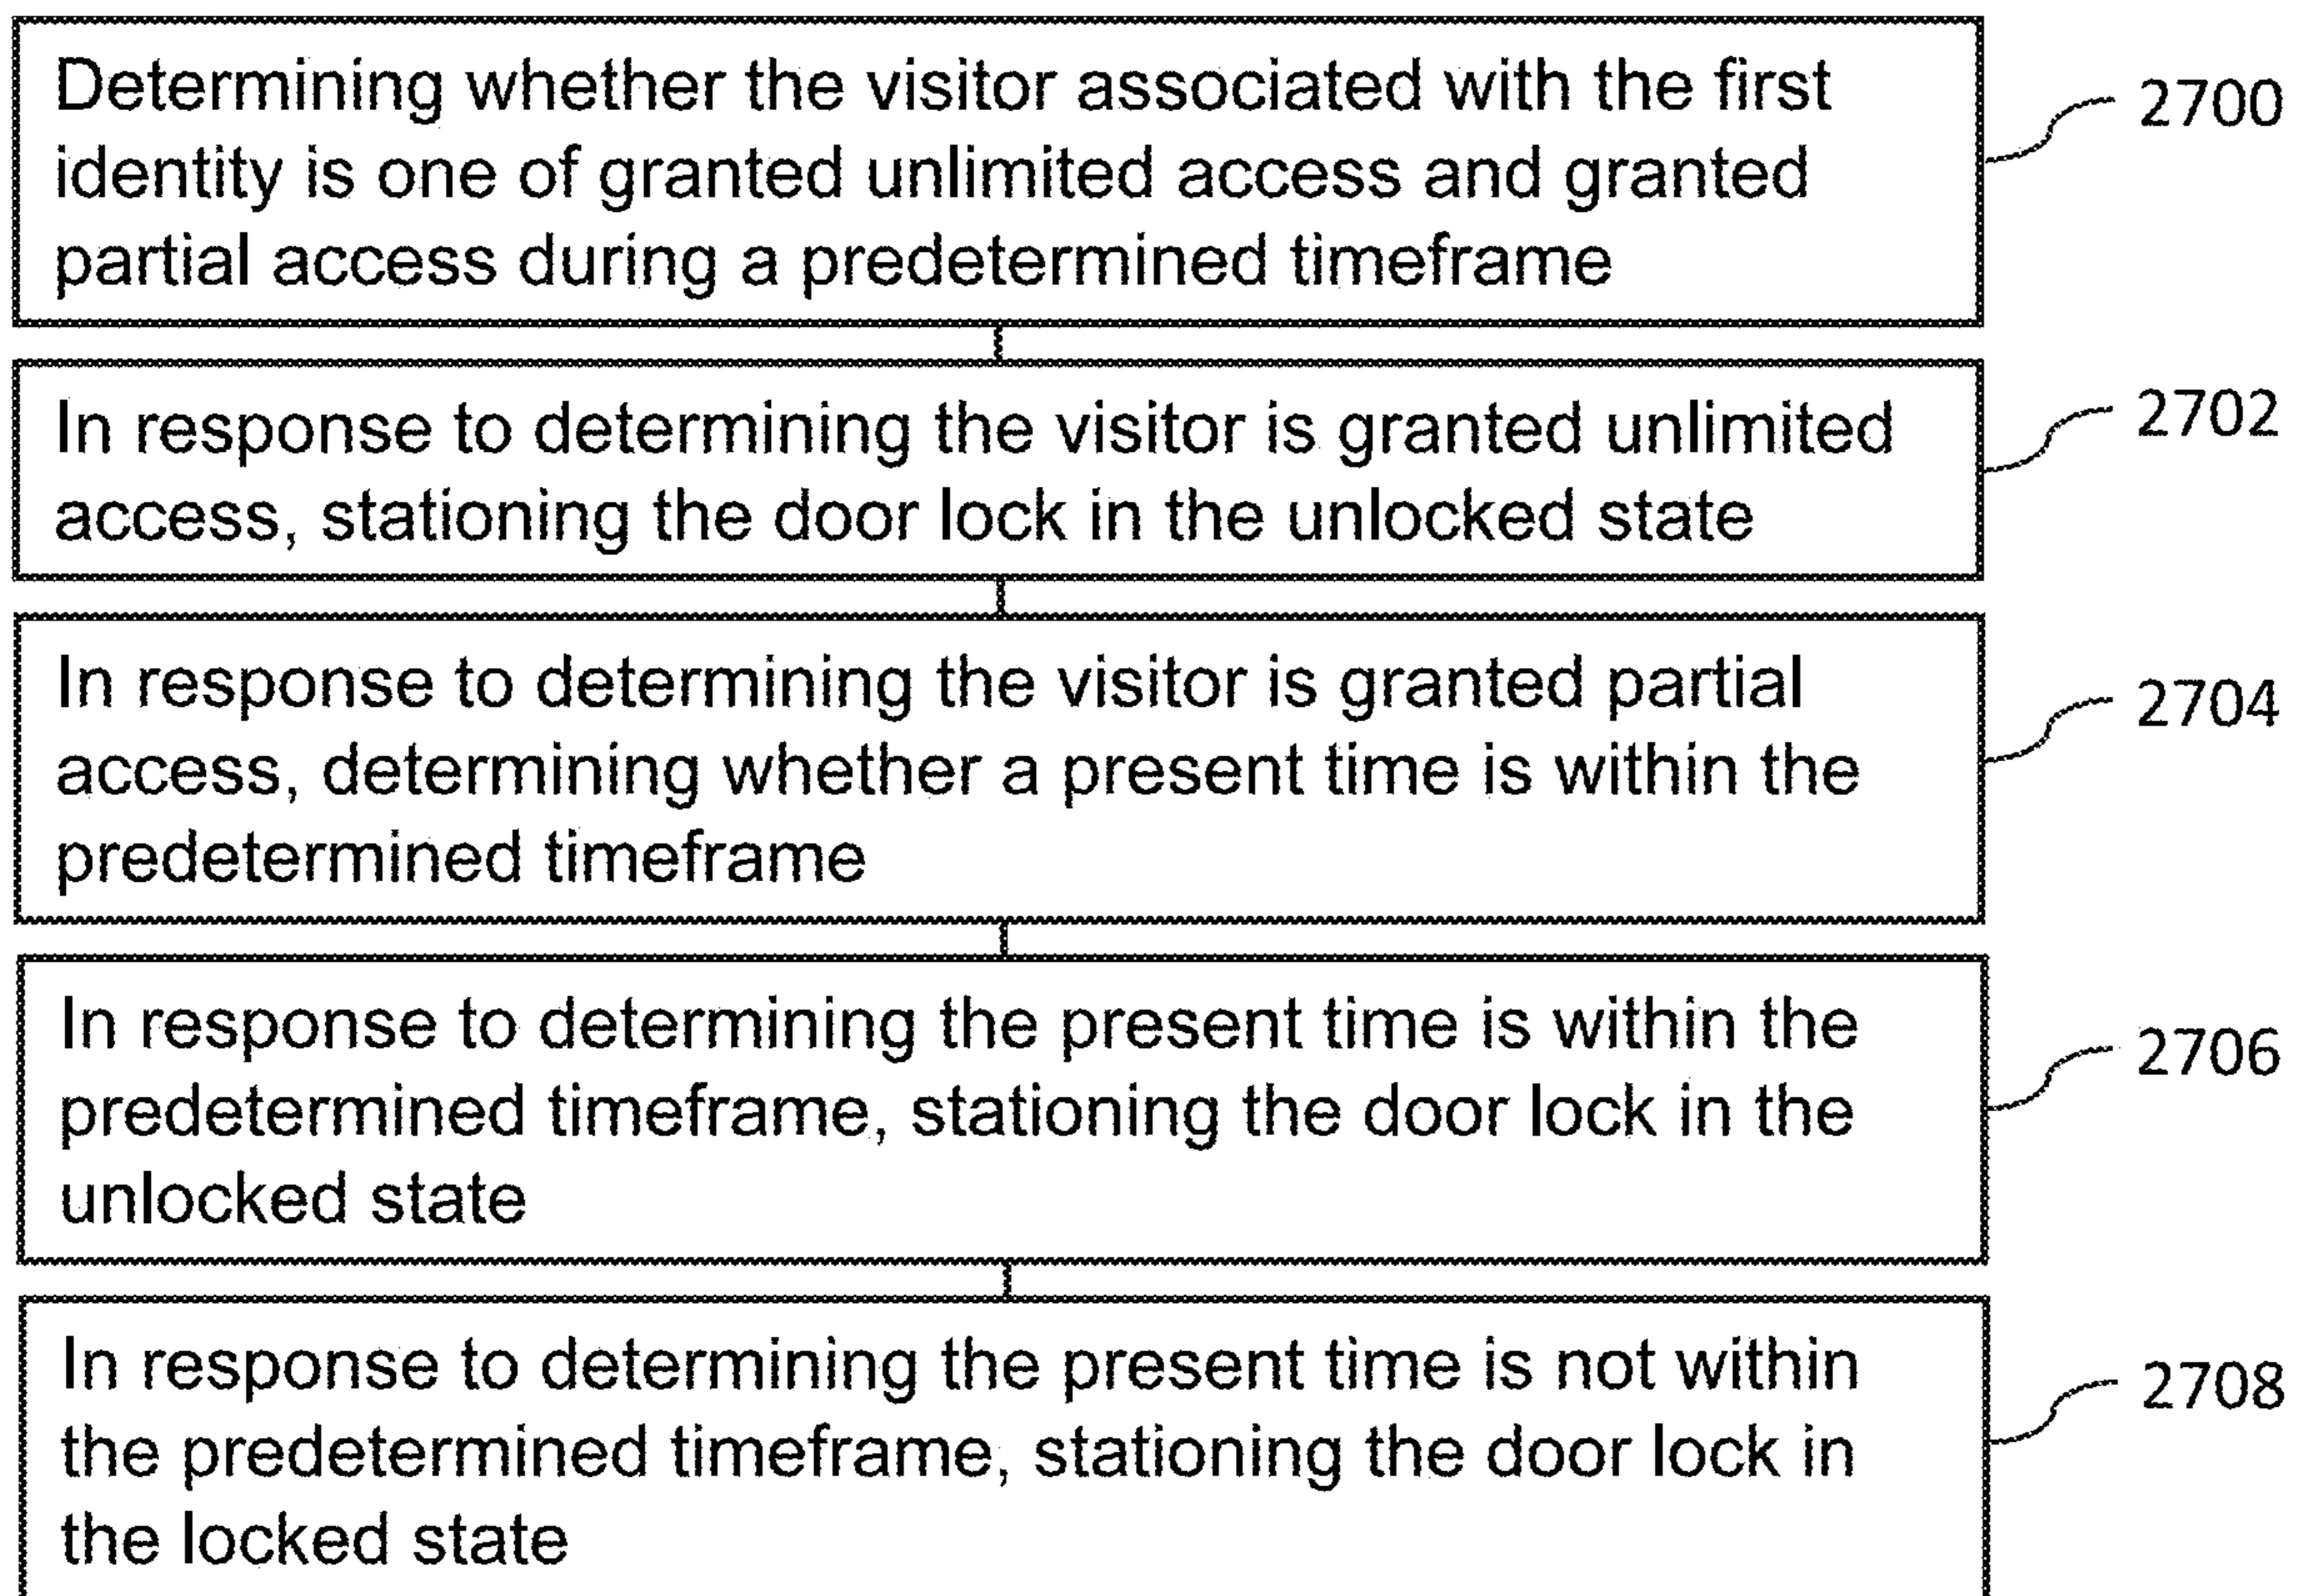 Determining whether the visitor associated with the first
identity is one of granted unlimited access and granted
partial access during a predetermined timeframe
2700
In response to determining the visitor is granted unlimited
access, stationing the door lock in the unlocked state
2702
In response to determining the visitor is granted partial
access, determining whether a present time is within the
predetermined timeframe
2704
In response to determining the present time is within the
predetermined timeframe, stationing the door lock in the
unlocked state
2706
In response to determining the present time is not within
the predetermined timeframe, stationing the door lock in
the locked state
2708